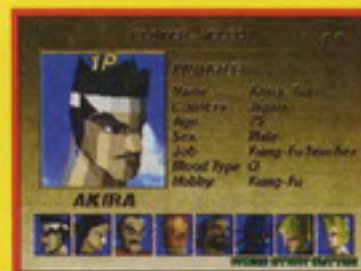 1P
PROFILE
Name Akira Yuki
Country Japan
Age 25
Sex Male
Job Kung-Fu Teacher
Blood Type O
Hobby Kung-Fu
AKIRA